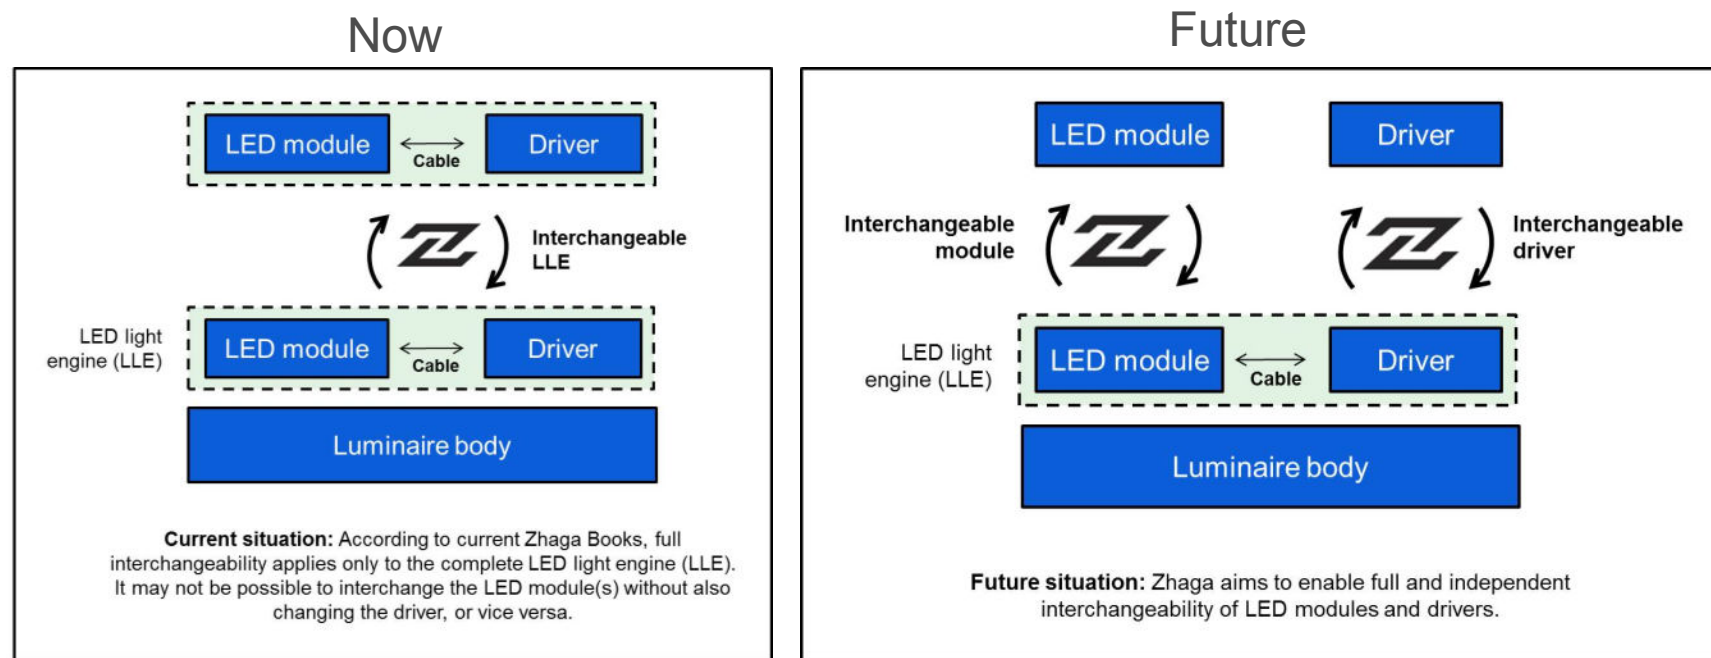 Now
LED module
Cable
Driver
Interchangeable
LLE
LED light
engine (LLE)
LED module
Cable
Driver
Luminaire body
Current situation: According to current Zhaga Books, full
interchangeability applies only to the complete LED light engine (LLE).
It may not be possible to interchange the LED module(s) without also
changing the driver, or vice versa.
Future
LED module
Driver
Interchangeable
module
Interchangeable
driver
LED light
engine (LLE)
LED module
Cable
Driver
Luminaire body
Future situation: Zhaga aims to enable full and independent
interchangeability of LED modules and drivers.